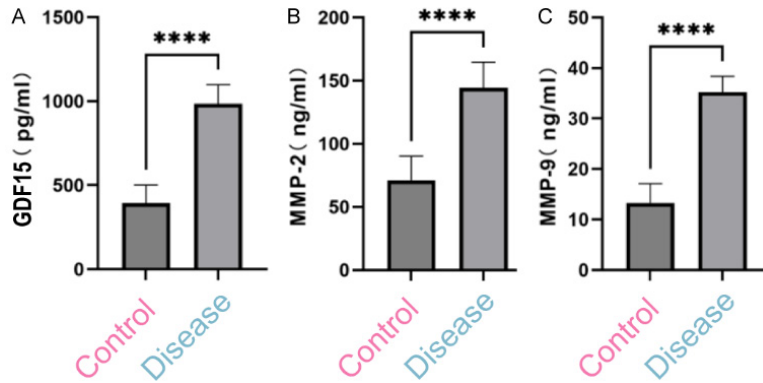 A
GDF15( pg/ml)
1500
1000
500
0
****
Control
Disease
B
MMP-2( ng/ml)
200
150
100
50
0
****
Control
Disease
C
MMP-9( ng/ml)
50
40
30
20
10
0
****
Control
Disease